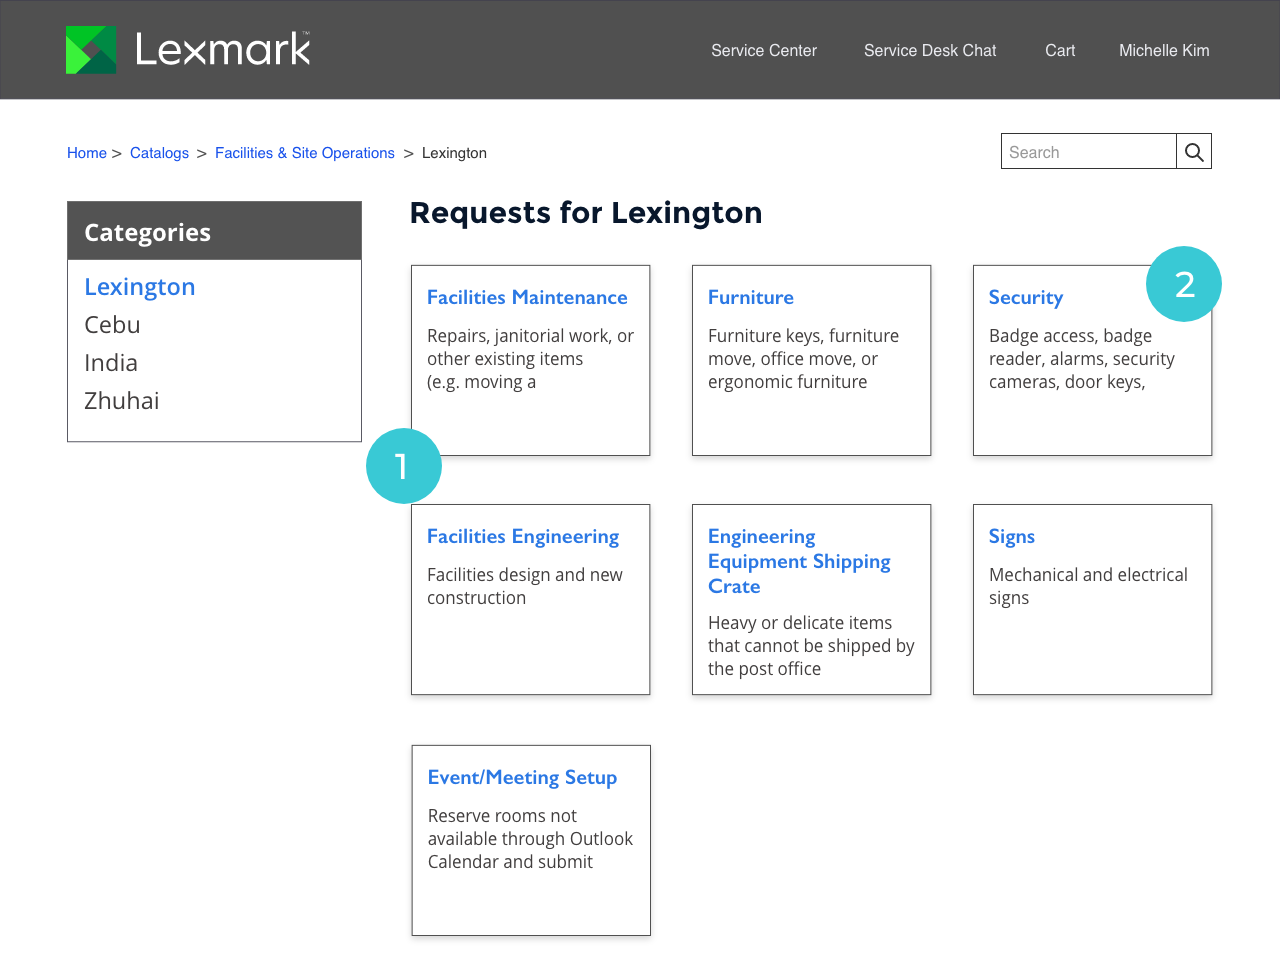 Lexmark™
Service Center
Service Desk Chat
Cart
Michelle Kim
Home > Catalogs > Facilities & Site Operations > Lexington
Search
Categories
Lexington
Cebu
India
Zhuhai
Requests for Lexington
Facilities Maintenance
Repairs, janitorial work, or
other existing items
(e.g. moving a
1
Furniture
Furniture keys, furniture
move, office move, or
ergonomic furniture
Security
2
Badge access, badge
reader, alarms, security
cameras, door keys,
Facilities Engineering
Facilities design and new
construction
Engineering
Equipment Shipping
Crate
Heavy or delicate items
that cannot be shipped by
the post office
Signs
Mechanical and electrical
signs
Event/Meeting Setup
Reserve rooms not
available through Outlook
Calendar and submit